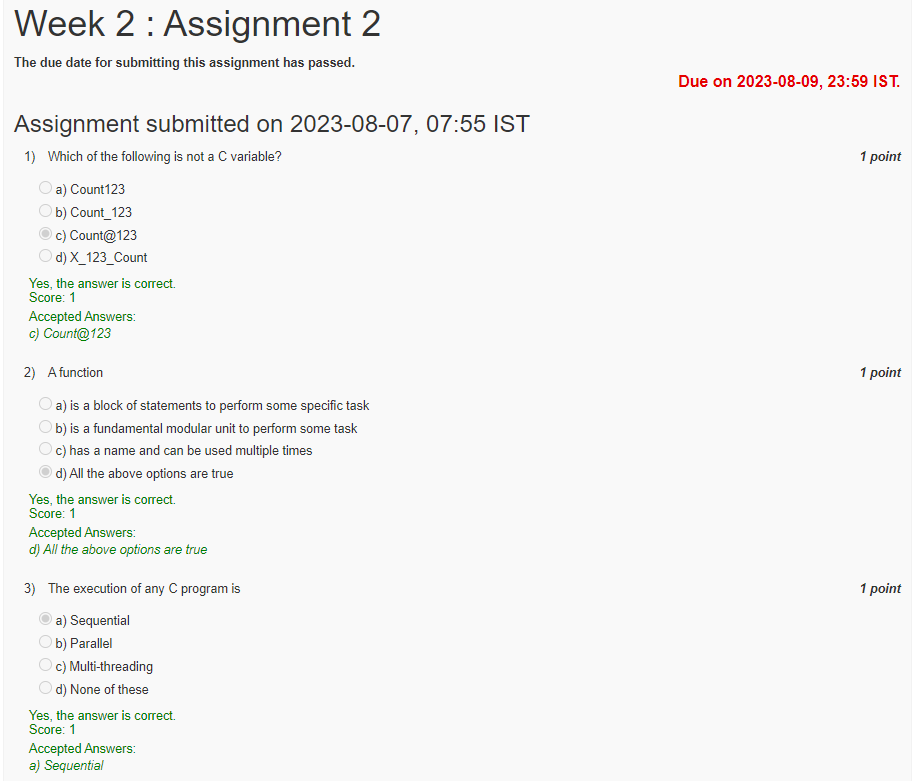 Week 2 : Assignment 2
The due date for submitting this assignment has passed.
Due on 2023-08-09, 23:59 IST.
Assignment submitted on 2023-08-07, 07:55 IST
1) Which of the following is not a C variable? 1 point
a) Count123
b) Count_123
c) Count@123
d) X_123_Count
Yes, the answer is correct.
Score: 1
Accepted Answers:
c) Count@123
2) A function 1 point
a) is a block of statements to perform some specific task
b) is a fundamental modular unit to perform some task
c) has a name and can be used multiple times
d) All the above options are true
Yes, the answer is correct.
Score: 1
Accepted Answers:
d) All the above options are true
3) The execution of any C program is 1 point
a) Sequential
b) Parallel
c) Multi-threading
d) None of these
Yes, the answer is correct.
Score: 1
Accepted Answers:
a) Sequential